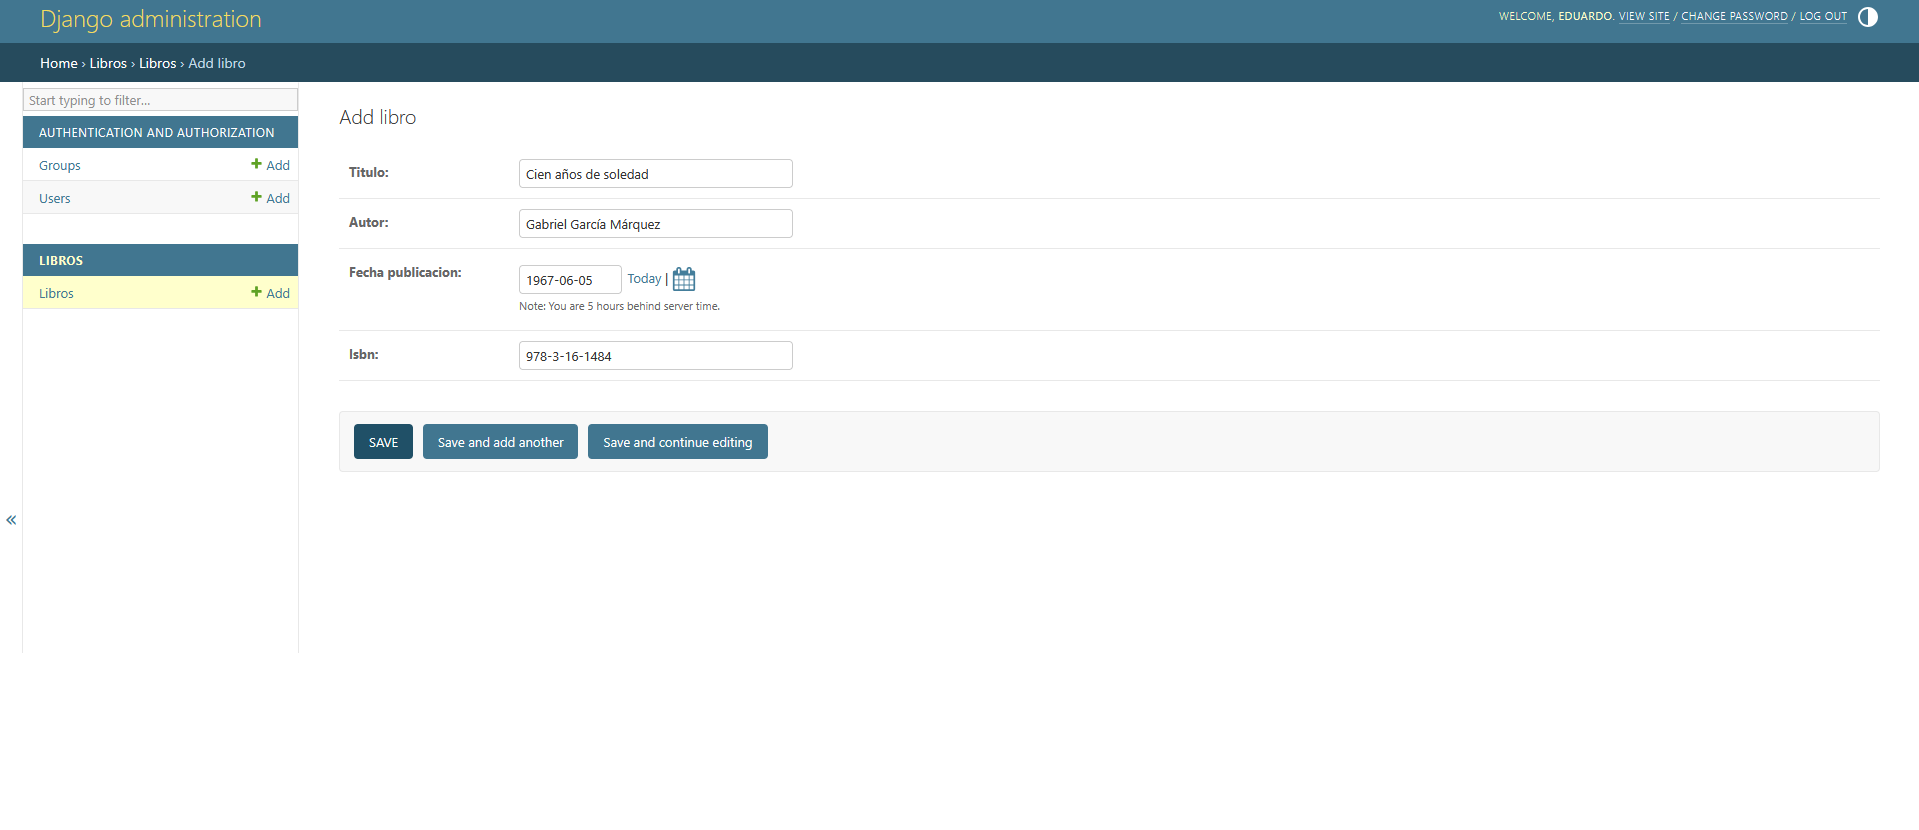 Django administration
WELCOME, EDUARDO. VIEW SITE / CHANGE PASSWORD / LOG OUT
Home › Libros › Libros › Add libro
Start typing to filter...
AUTHENTICATION AND AUTHORIZATION
Groups + Add
Users + Add
LIBROS
Libros + Add
«
Add libro
Titulo: Cien años de soledad
Autor: Gabriel García Márquez
Fecha publicacion: 1967-06-05 Today |
Note: You are 5 hours behind server time.
Isbn: 978-3-16-1484
SAVE Save and add another Save and continue editing